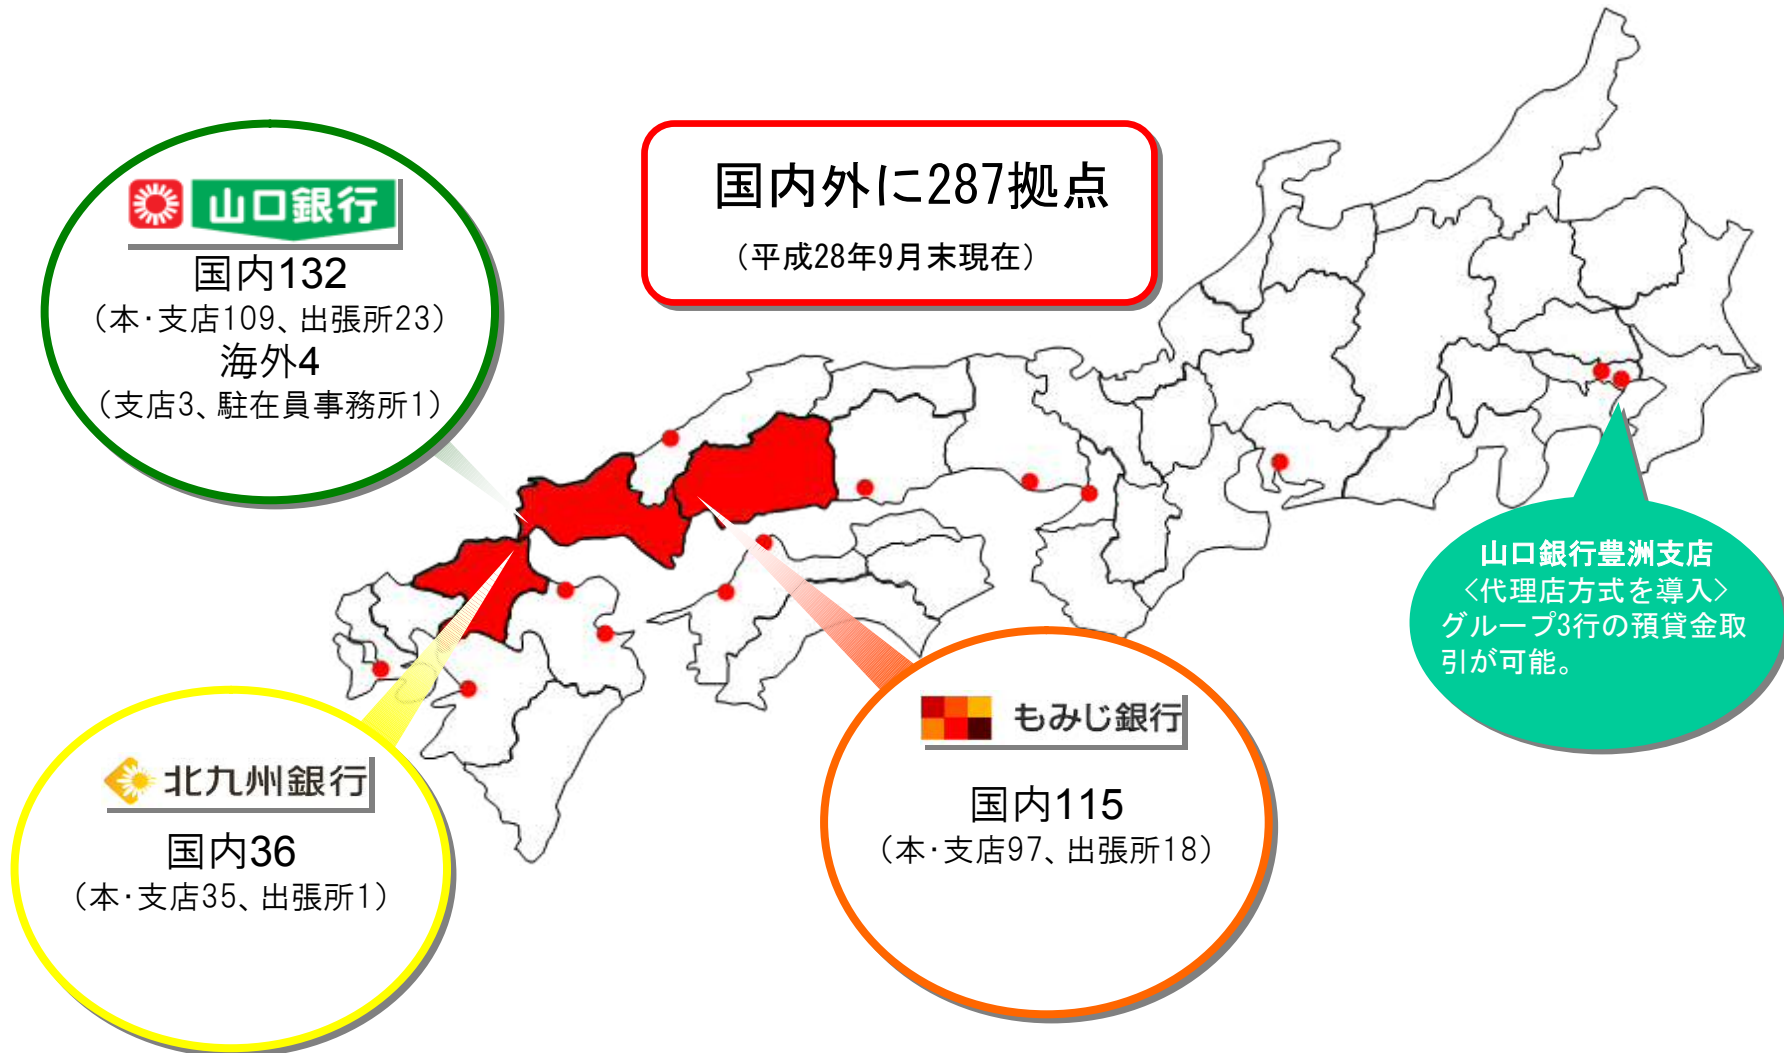 国内外に287拠点
（平成28年9月末現在）
山口銀行
国内132
（本・支店109、出張所23）
海外4
（支店3、駐在員事務所1）
山口銀行豊洲支店
＜代理店方式を導入＞
グループ3行の預貸金取
引が可能。
もみじ銀行
国内115
（本・支店97、出張所18）
北九州銀行
国内36
（本・支店35、出張所1）